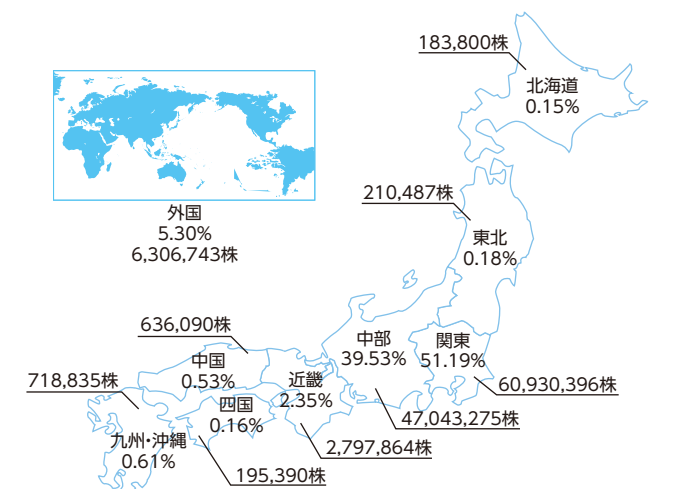 183,800株
北海道
0.15%
外国
5.30%
6,306,743株
210,487株
東北
0.18%
636,090株
中国
0.53%
中部
39.53%
関東
51.19%
60,930,396株
718,835株
近畿
2.35%
四国
0.16%
47,043,275株
九州・沖縄
0.61%
2,797,864株
195,390株